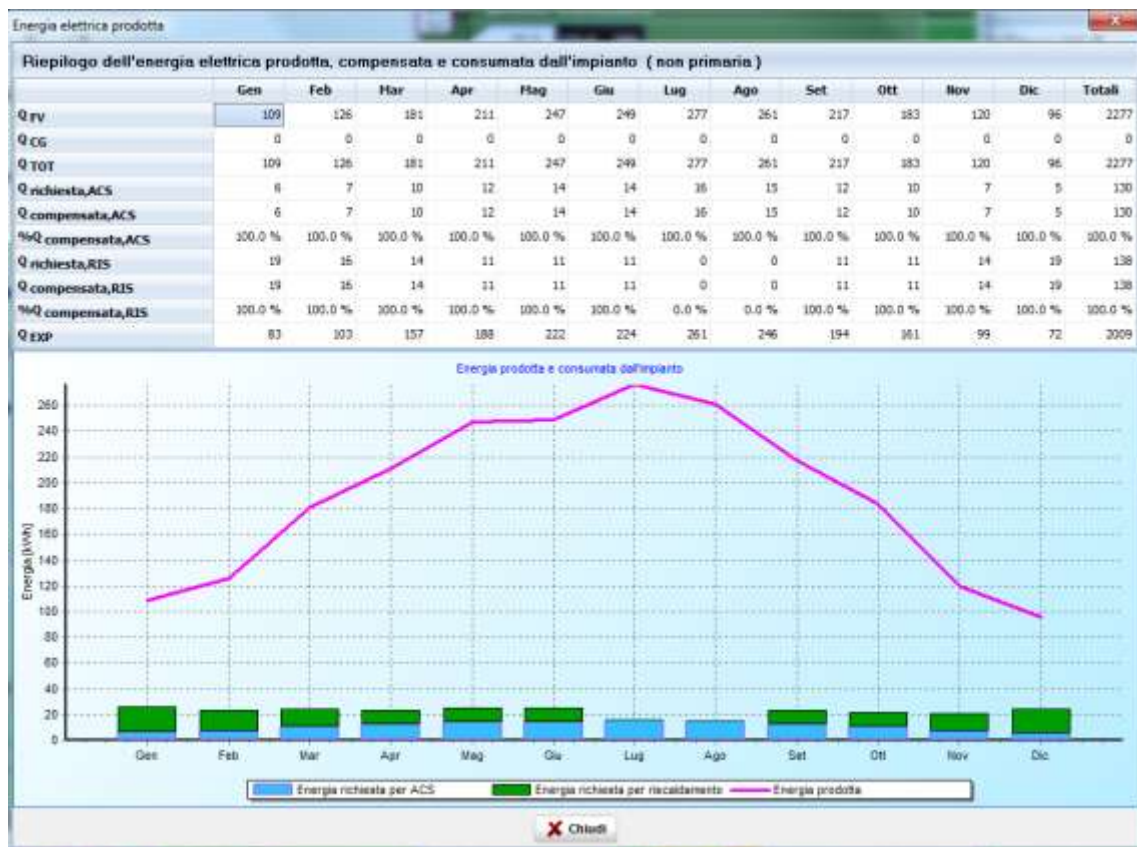 Energia elettrica prodotta
Riepilogo dell'energia elettrica prodotta, compensata e consumata dall'impianto ( non primaria )
Gen Feb Mar Apr Mag Giu Lug Ago Set Ott Nov Dic Totali
Q FV 109 126 181 211 247 249 277 261 217 183 120 96 2277
Q CG 0 0 0 0 0 0 0 0 0 0 0 0 0
Q TOT 109 126 181 211 247 249 277 261 217 183 120 96 2277
Q richiesta,ACS 6 7 10 12 14 14 16 15 12 10 7 5 130
Q compensata,ACS 6 7 10 12 14 14 16 15 12 10 7 5 130
%Q compensata,ACS 100.0 % 100.0 % 100.0 % 100.0 % 100.0 % 100.0 % 100.0 % 100.0 % 100.0 % 100.0 % 100.0 % 100.0 % 100.0 %
Q richiesta,RIS 19 16 14 11 11 11 0 0 11 11 14 19 138
Q compensata,RIS 19 16 14 11 11 11 0 0 11 11 14 19 138
%Q compensata,RIS 100.0 % 100.0 % 100.0 % 100.0 % 100.0 % 100.0 % 0.0 % 0.0 % 100.0 % 100.0 % 100.0 % 100.0 % 100.0 %
Q EXP 83 103 157 188 222 224 261 246 194 161 99 72 2009
Energia prodotta e consumata dall'impianto
Energia [kWh]
260
240
220
200
180
160
140
120
100
80
60
40
20
0
Gen Feb Mar Apr Mag Giu Lug Ago Set Ott Nov Dic
Energia richiesta per ACS Energia richiesta per riscaldamento Energia prodotta
Chiudi